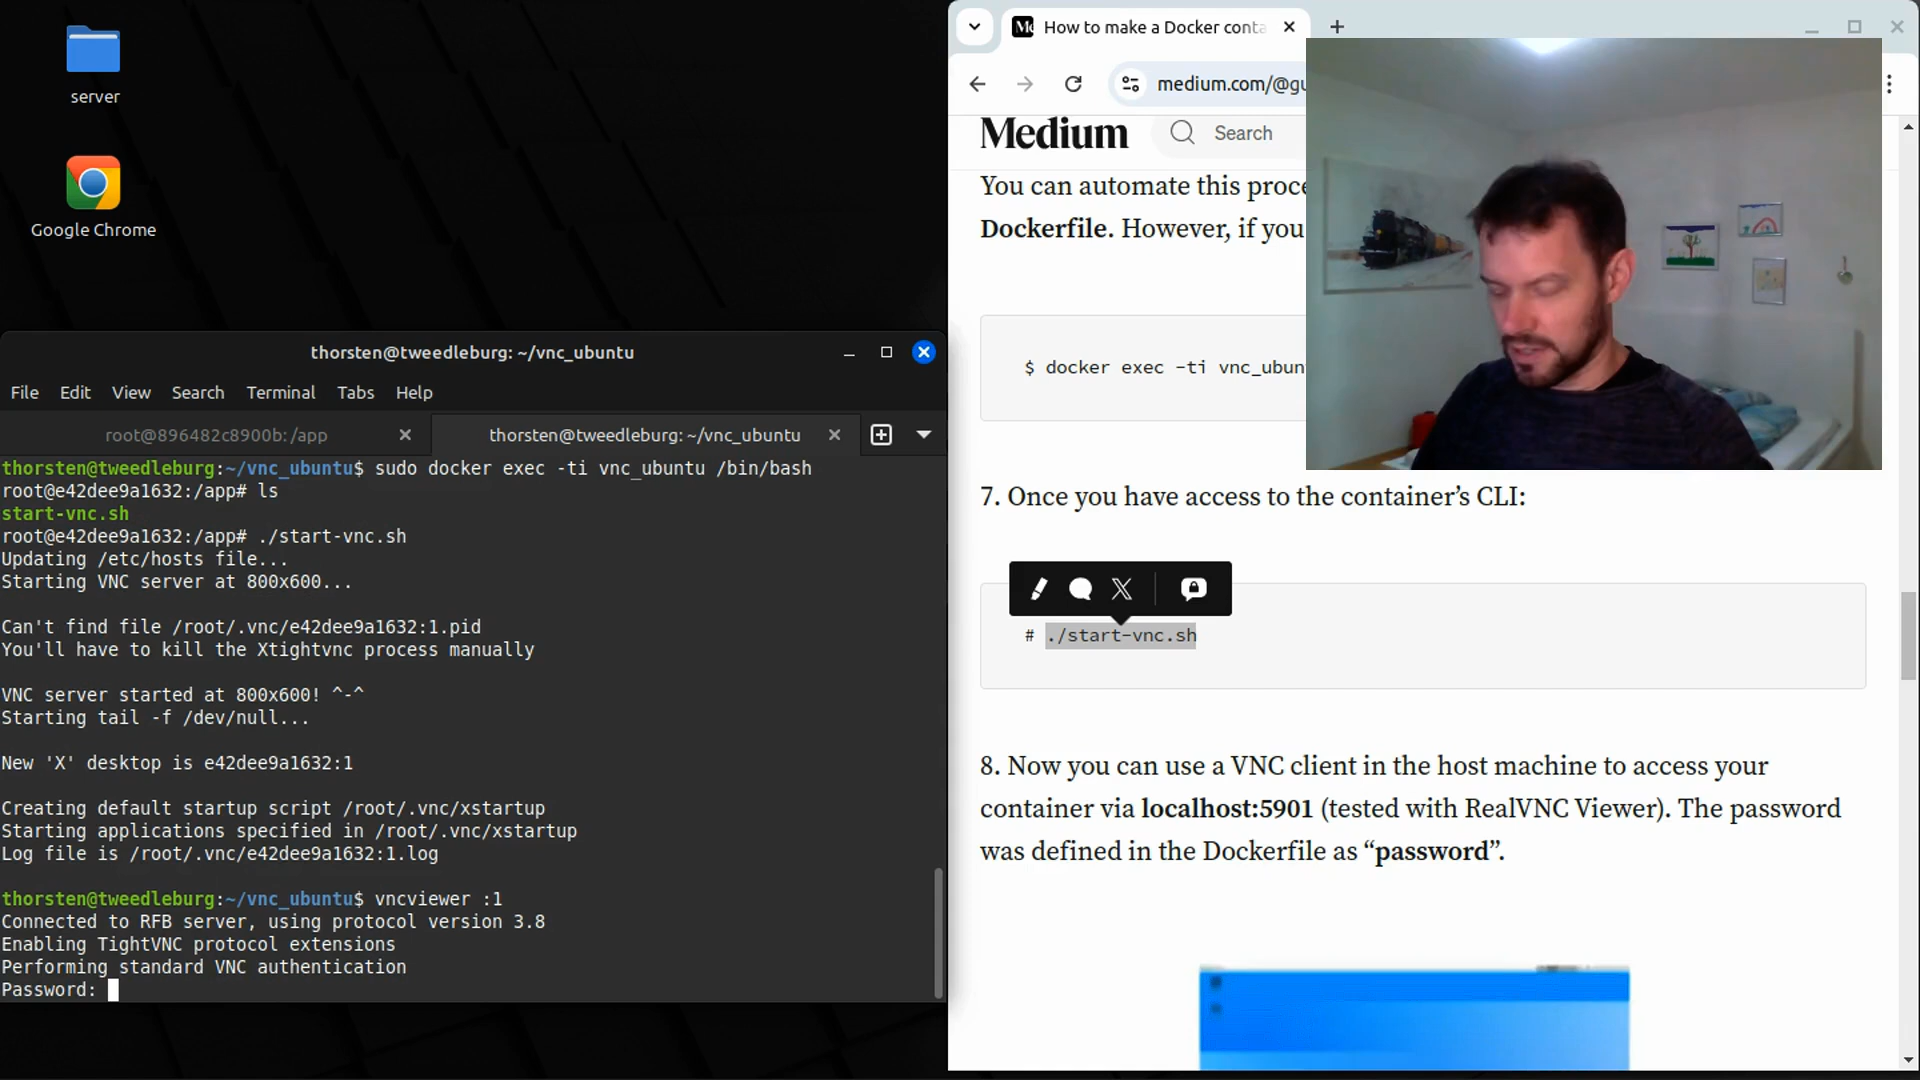 server
Google Chrome
thorsten@tweedleburg: ~/vnc_ubuntu
File Edit View Search Terminal Tabs Help
root@896482c8900b: /app
thorsten@tweedleburg: ~/vnc_ubuntu
thorsten@tweedleburg:~/vnc_ubuntu$ sudo docker exec -ti vnc_ubuntu /bin/bash
root@e42dee9a1632:/app# ls
start-vnc.sh
root@e42dee9a1632:/app# ./start-vnc.sh
Updating /etc/hosts file...
Starting VNC server at 800x600...
Can't find file /root/.vnc/e42dee9a1632:1.pid
You'll have to kill the Xtightvnc process manually
VNC server started at 800x600! ^-^
Starting tail -f /dev/null...
New 'X' desktop is e42dee9a1632:1
Creating default startup script /root/.vnc/xstartup
Starting applications specified in /root/.vnc/xstartup
Log file is /root/.vnc/e42dee9a1632:1.log
thorsten@tweedleburg:~/vnc_ubuntu$ vncviewer :1
Connected to RFB server, using protocol version 3.8
Enabling TightVNC protocol extensions
Performing standard VNC authentication
Password:
How to make a Docker conta
medium.com/@gu
Medium
Search
You can automate this proce
Dockerfile. However, if you
$ docker exec -ti vnc_ubun
7. Once you have access to the container’s CLI:
# ./start-vnc.sh
8. Now you can use a VNC client in the host machine to access your
container via localhost:5901 (tested with RealVNC Viewer). The password
was defined in the Dockerfile as “password”.